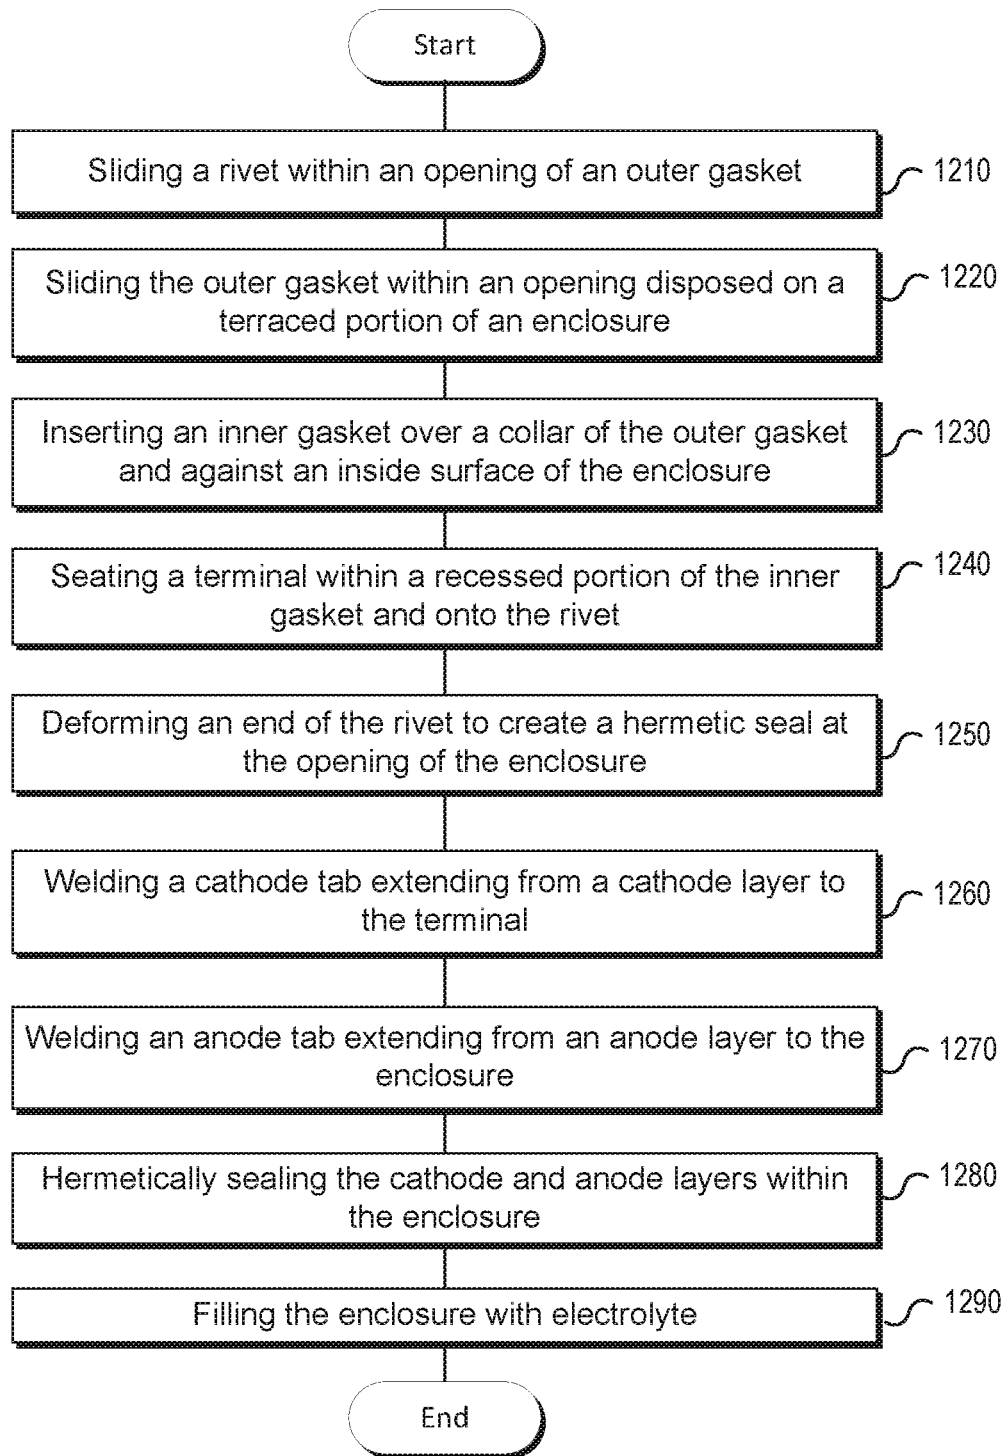 Start
Sliding a rivet within an opening of an outer gasket
1210
Sliding the outer gasket within an opening disposed on a
terraced portion of an enclosure
1220
Inserting an inner gasket over a collar of the outer gasket
and against an inside surface of the enclosure
1230
Seating a terminal within a recessed portion of the inner
gasket and onto the rivet
1240
Deforming an end of the rivet to create a hermetic seal at
the opening of the enclosure
1250
Welding a cathode tab extending from a cathode layer to
the terminal
1260
Welding an anode tab extending from an anode layer to the
enclosure
1270
Hermetically sealing the cathode and anode layers within
the enclosure
1280
Filling the enclosure with electrolyte
1290
End